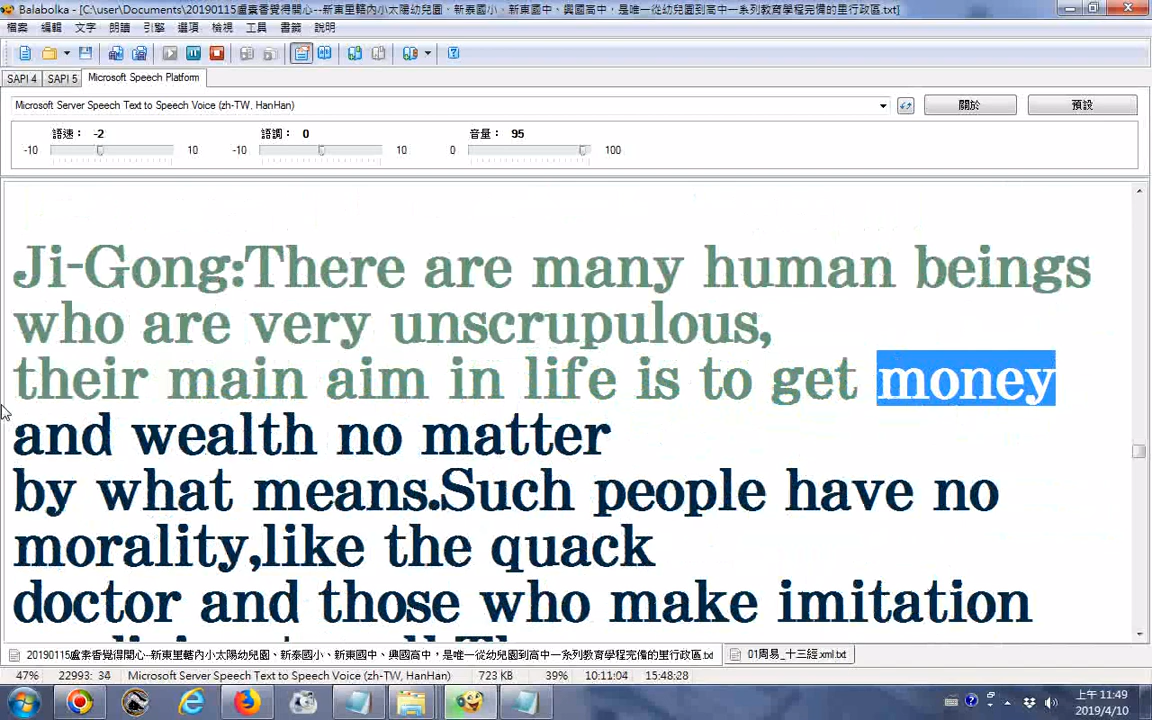 Balabolka - [C:\user\Documents\20190115盧素香覺得開心--新東里轄內小太陽幼兒園、新泰國小、新東國中、興國高中，是唯一從幼兒園到高中一系列教育學程完備的里行政區.txt]
檔案 編輯 文字 朗讀 引擎 選項 檢視 工具 書籤 說明
SAPI 4 SAPI 5 Microsoft Speech Platform
Microsoft Server Speech Text to Speech Voice (zh-TW, HanHan) 關於 預設
語速： -2 語調： 0 音量： 95
-10 10 -10 10 0 100
Ji-Gong:There are many human beings
who are very unscrupulous,
their main aim in life is to get money
and wealth no matter
by what means.Such people have no
morality,like the quack
doctor and those who make imitation
20190115盧素香覺得開心--新東里轄內小太陽幼兒園、新泰國小、新東國中、興國高中，是唯一從幼兒園到高中一系列教育學程完備的里行政區.txt 01周易_十三經.xml.txt
47% 22993: 34 Microsoft Server Speech Text to Speech Voice (zh-TW, HanHan) 723 KB 39% 10:11:04 15:48:28
上午 11:49
2019/4/10